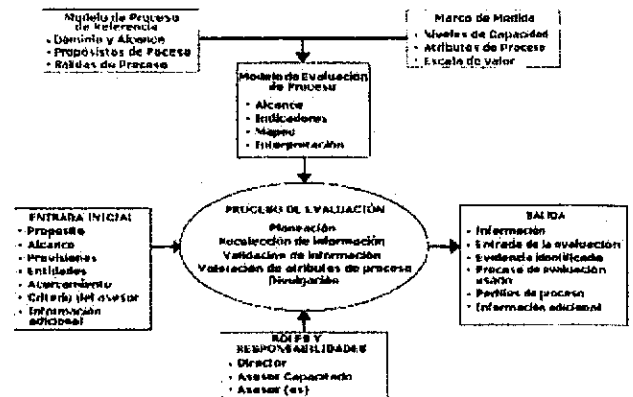 Modelo de Proceso
de Referencia
• Dominio y Alcance
• Propósistos de Poceso
• Salidas de Proceso
Marco de Medida
• Niveles de Capacidad
• Atributos de Proceso
• Escala de Valor
Modelo de Evaluación
de Proceso
• Alcance
• Indicadores
• Mapeo
• Interpretación
ENTRADA INICIAL
• Propósito
• Alcance
• Provisiones
• Entidades
• Acercamiento
• Criterio del asesor
• Información
adicional
PROCESO DE EVALUACIÓN
Planeación
Recolección de información
Validación de información
Valoración de atributos de proceso
Divulgación
SALIDA
• Información
• Entrada de la evaluación
• Evidencia identificada
• Proceso de evaluación
usado
• Perfiles de proceso
• Información adicional
ROLES Y
RESPONSABILIDADES
• Director
• Asesor Capacitado
• Asesor (es)